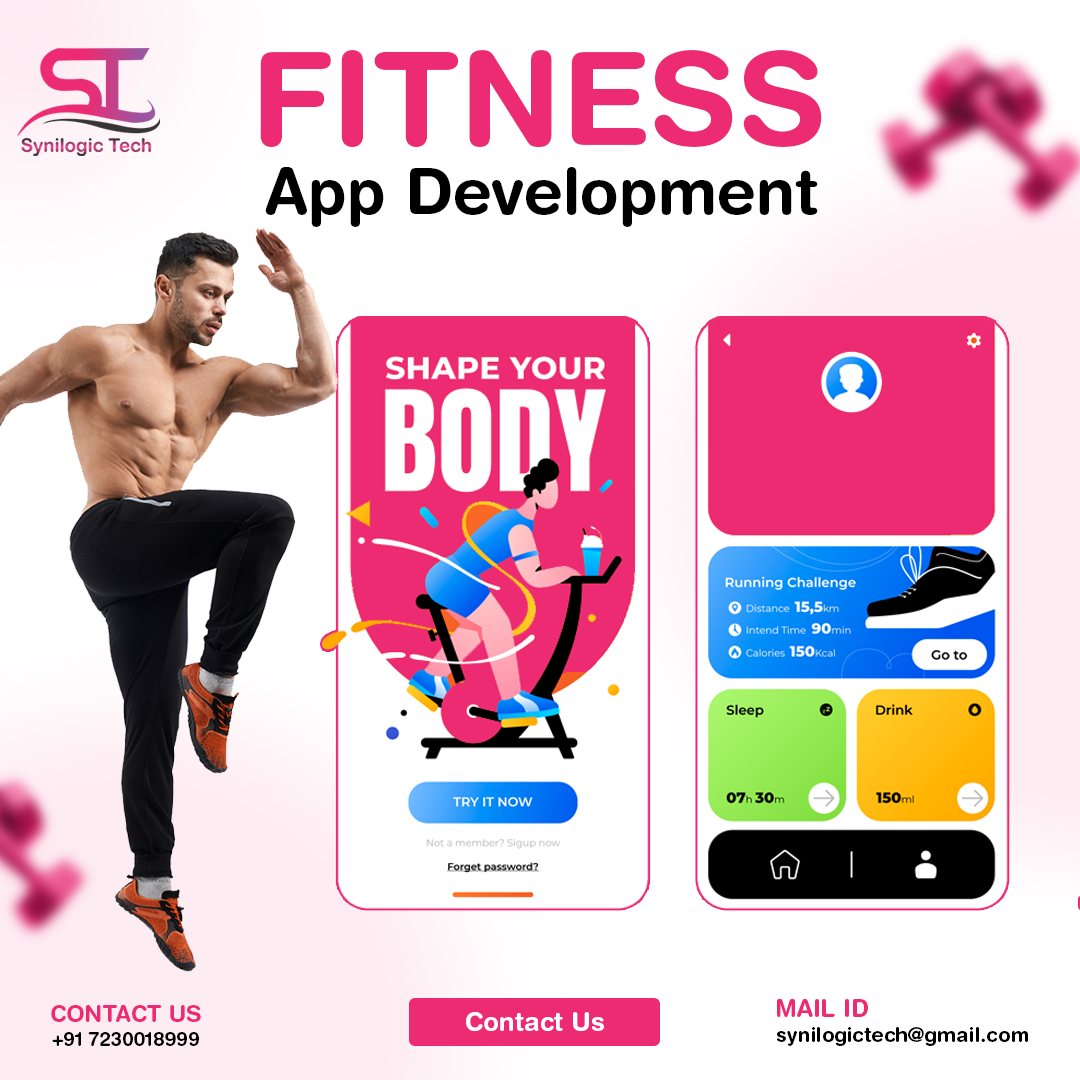 ST
Synilogic Tech
FITNESS
App Development
SHAPE YOUR
BODY
TRY IT NOW
Not a member? Sigup now
Forget password?
Running Challenge
Distance 15,5km
Intend Time 90min
Calories 150Kcal
Go to
Sleep
zz
07h 30m
Drink
150ml
CONTACT US
+91 7230018999
Contact Us
MAIL ID
synilogictech@gmail.com